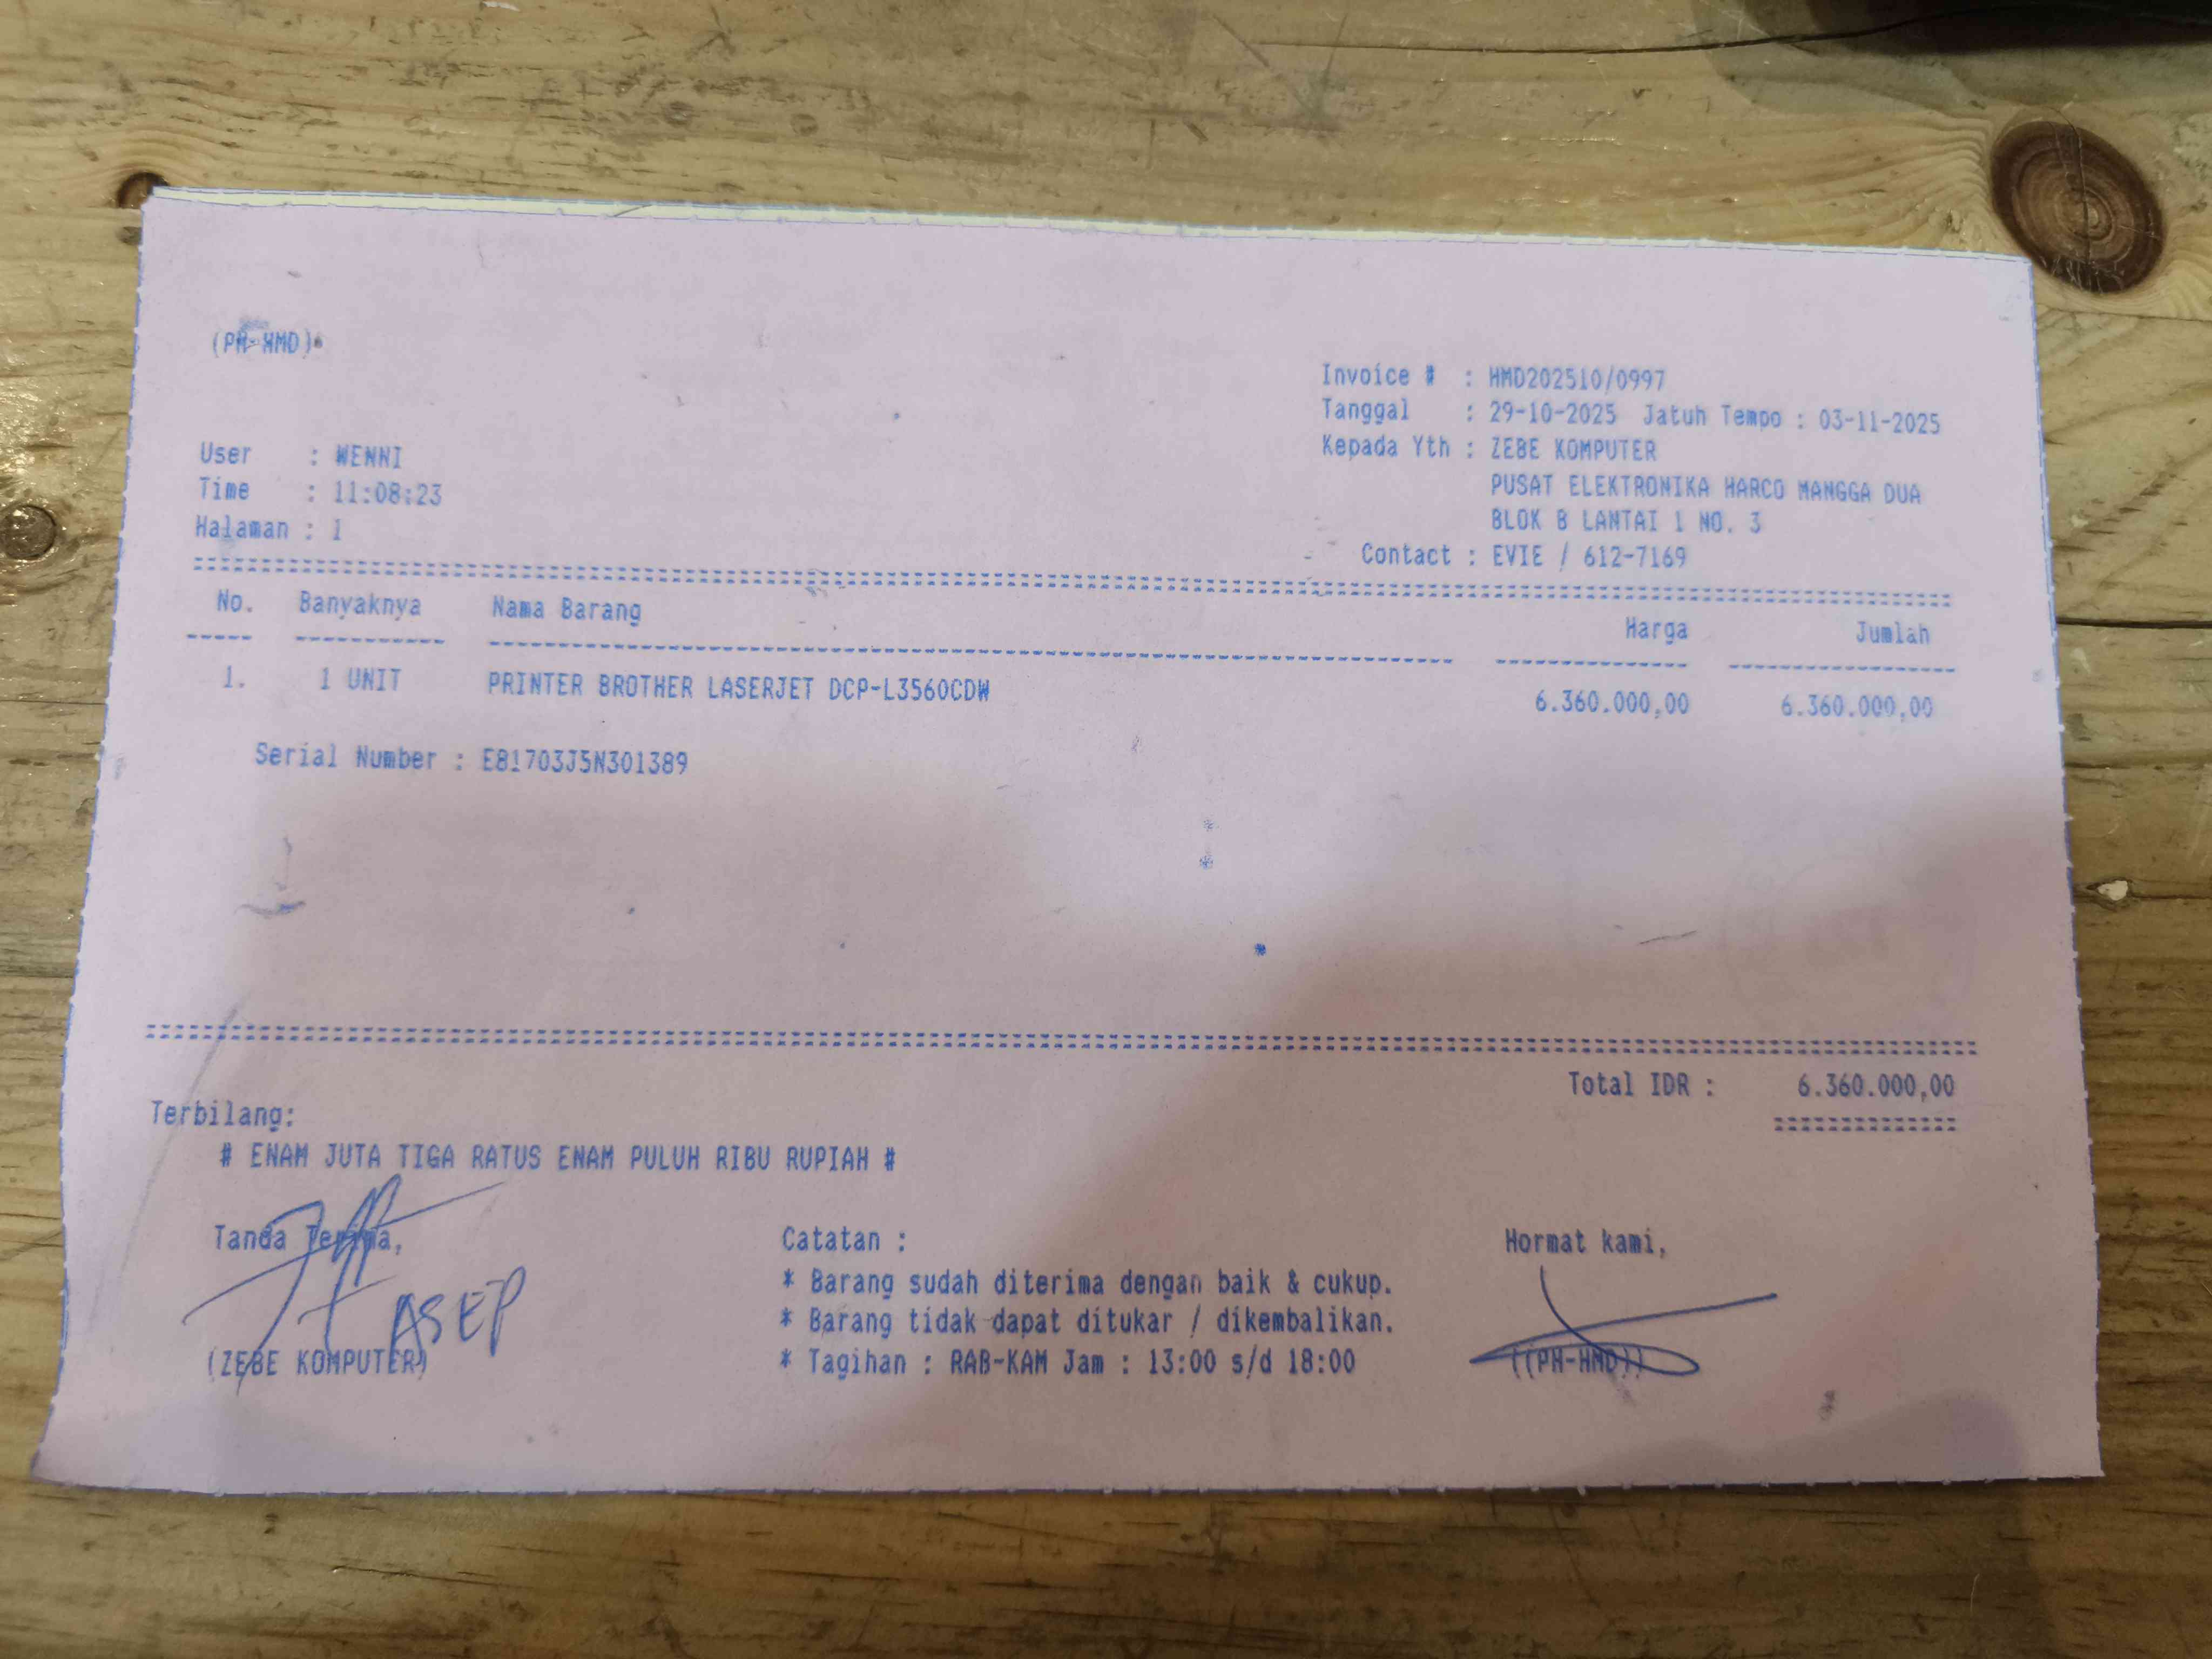 (PH-HMD)
Invoice # : HMD202510/0997
Tanggal : 29-10-2025 Jatuh Tempo : 03-11-2025
Kepada Yth : ZEBE KOMPUTER
PUSAT ELEKTRONIKA HARCO MANGGA DUA
BLOK B LANTAI 1 NO. 3
Contact : EVIE / 612-7169
User : WENNI
Time : 11:08:23
Halaman : 1
No. Banyaknya Nama Barang Harga Jumlah
1. 1 UNIT PRINTER BROTHER LASERJET DCP-L3560CDW 6.360.000,00 6.360.000,00
Serial Number : E81703J5N301389
Total IDR : 6.360.000,00
Terbilang:
# ENAM JUTA TIGA RATUS ENAM PULUH RIBU RUPIAH #
Tanda Terima,
ASEP
(ZEBE KOMPUTER)
Catatan :
* Barang sudah diterima dengan baik & cukup.
* Barang tidak dapat ditukar / dikembalikan.
* Tagihan : RAB-KAM Jam : 13:00 s/d 18:00
Hormat kami,
((PH-HMD))